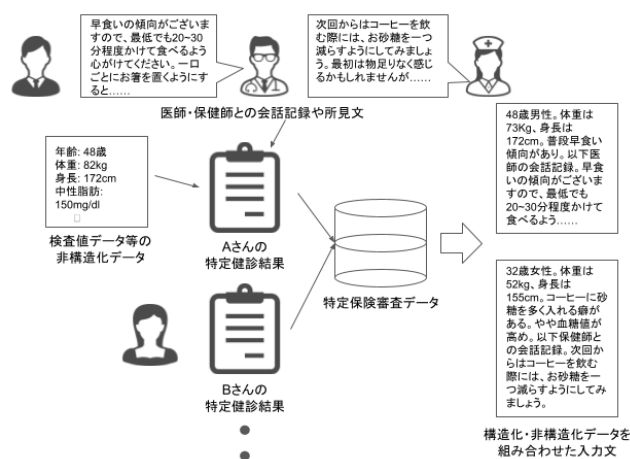 早食いの傾向がございま
すので、最低でも20~30
分程度かけて食べるよう
心がけてください。一口
ごとにお箸を置くようにす
ると……
次回からはコーヒーを飲
む際には、お砂糖を一つ
減らすようにしてみまし
ょう。最初は物足りなく感じ
るかもしれませんが……
医師・保健師との会話記録や所見文
年齢: 48歳
体重: 82kg
身長: 172cm
中性脂肪:
150mg/dl
検査値データ等の
非構造化データ
Aさんの
特定健診結果
Bさんの
特定健診結果
特定保険審査データ
48歳男性。体重は
73Kg、身長は
172cm。普段早食い
傾向があり。以下医
師の会話記録。早食
いの傾向がございま
すので、最低でも
20~30分程度かけて
食べるよう……
32歳女性。体重は
52kg、身長は
155cm。コーヒーに砂
糖を多く入れる癖が
ある。やや血糖値が
高め。以下保健師と
の会話記録。次回か
らはコーヒーを飲む
際には、お砂糖を一
つ減らすようにしてみ
ましょう。
構造化・非構造化データを
組み合わせた入力文